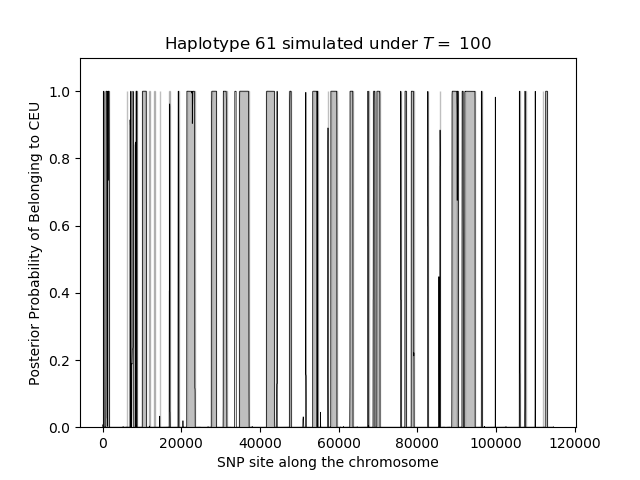 Haplotype 61 simulated under T = 100
Posterior Probability of Belonging to CEU
1.0
0.8
0.6
0.4
0.2
0.0
0 20000 40000 60000 80000 100000 120000
SNP site along the chromosome